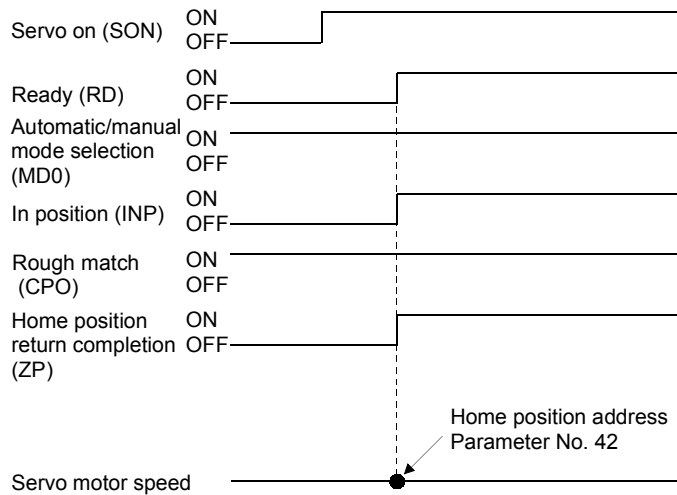 Servo on (SON)
ON
OFF
Ready (RD)
ON
OFF
Automatic/manual
mode selection
(MD0)
ON
OFF
In position (INP)
ON
OFF
Rough match
(CPO)
ON
OFF
Home position
return completion
(ZP)
ON
OFF
Home position address
Parameter No. 42
Servo motor speed